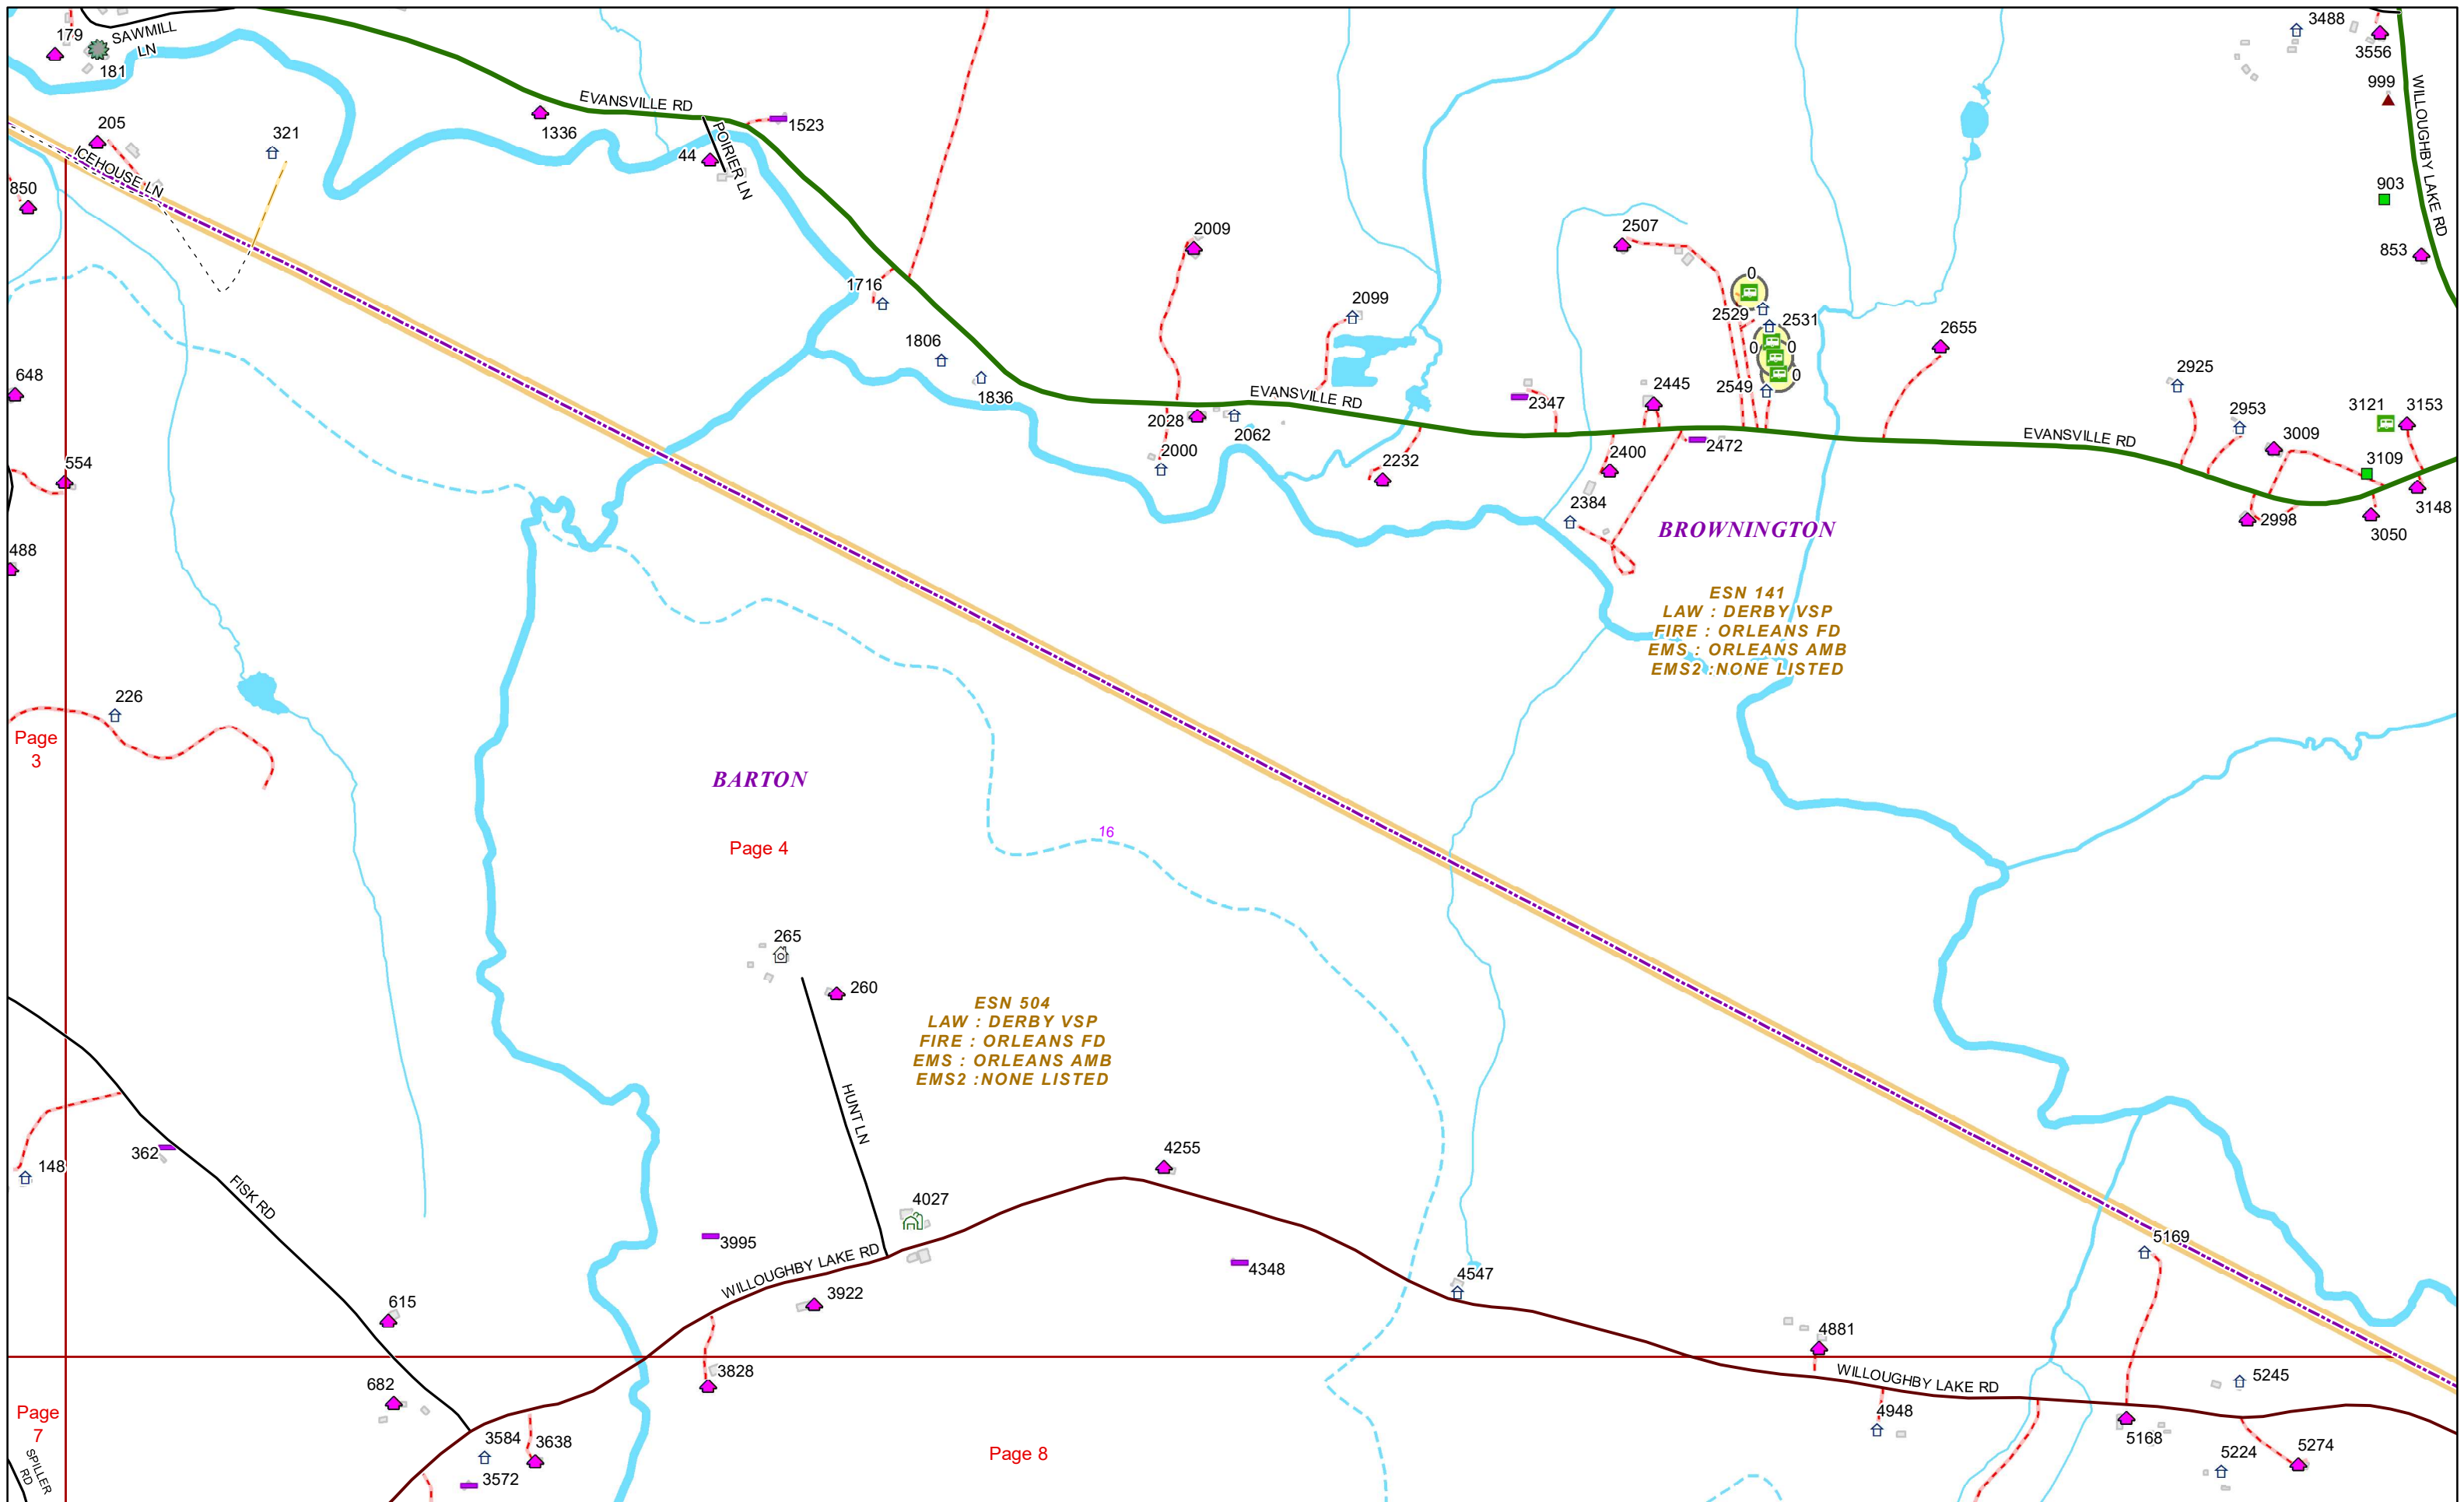 179
SAWMILL
LN
181
3488
3556
999
WILLOUGHBY LAKE RD
EVANSVILLE RD
1336
1523
205
321
44
POIRIER LN
ICEHOUSE LN
850
903
853
2009
2507
0
1716
2099
2529
2531
0
0
2655
1806
1836
648
0
2549
2925
EVANSVILLE RD
2347
2445
2028
2062
2953
3121
3153
3009
EVANSVILLE RD
2000
2232
2400
2472
3109
554
2384
2998
3148
3050
BROWNINGTON
488
ESN 141
LAW : DERBY VSP
FIRE : ORLEANS FD
EMS : ORLEANS AMB
EMS2 :NONE LISTED
226
Page
3
BARTON
16
Page 4
265
260
ESN 504
LAW : DERBY VSP
FIRE : ORLEANS FD
EMS : ORLEANS AMB
EMS2 :NONE LISTED
HUNT LN
362
148
FISK RD
4255
4027
3995
WILLOUGHBY LAKE RD
4348
4547
5169
3922
615
4881
3828
WILLOUGHBY LAKE RD
5245
682
Page
7
4948
3584
3638
3572
Page 8
5168
5224
5274
SPILLER
RD